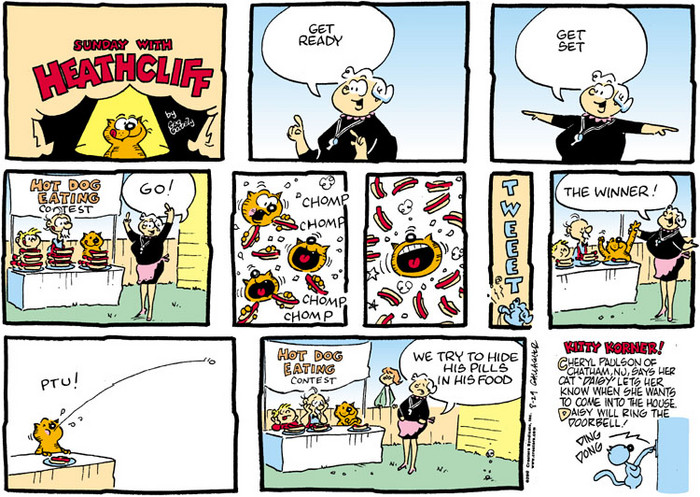 SUNDAY WITH
HEATHCLIFF
by
GET
READY
GET
SET
HOT DOG
EATING
CONTEST
GO!
CHOMP
CHOMP
CHOMP
CHOMP
TWEEET
THE WINNER!
PTU!
HOT DOG
EATING
CONTEST
WE TRY TO HIDE
HIS PILLS
IN HIS FOOD
GALLAGHER
KITTY KORNER!
CHERYL PAULSON OF
CHATHAM, NJ, SAYS HER
CAT "DAISY" LETS HER
KNOW WHEN SHE WANTS
TO COME INTO THE HOUSE.
DAISY WILL RING THE
DOORBELL!
DING
DONG